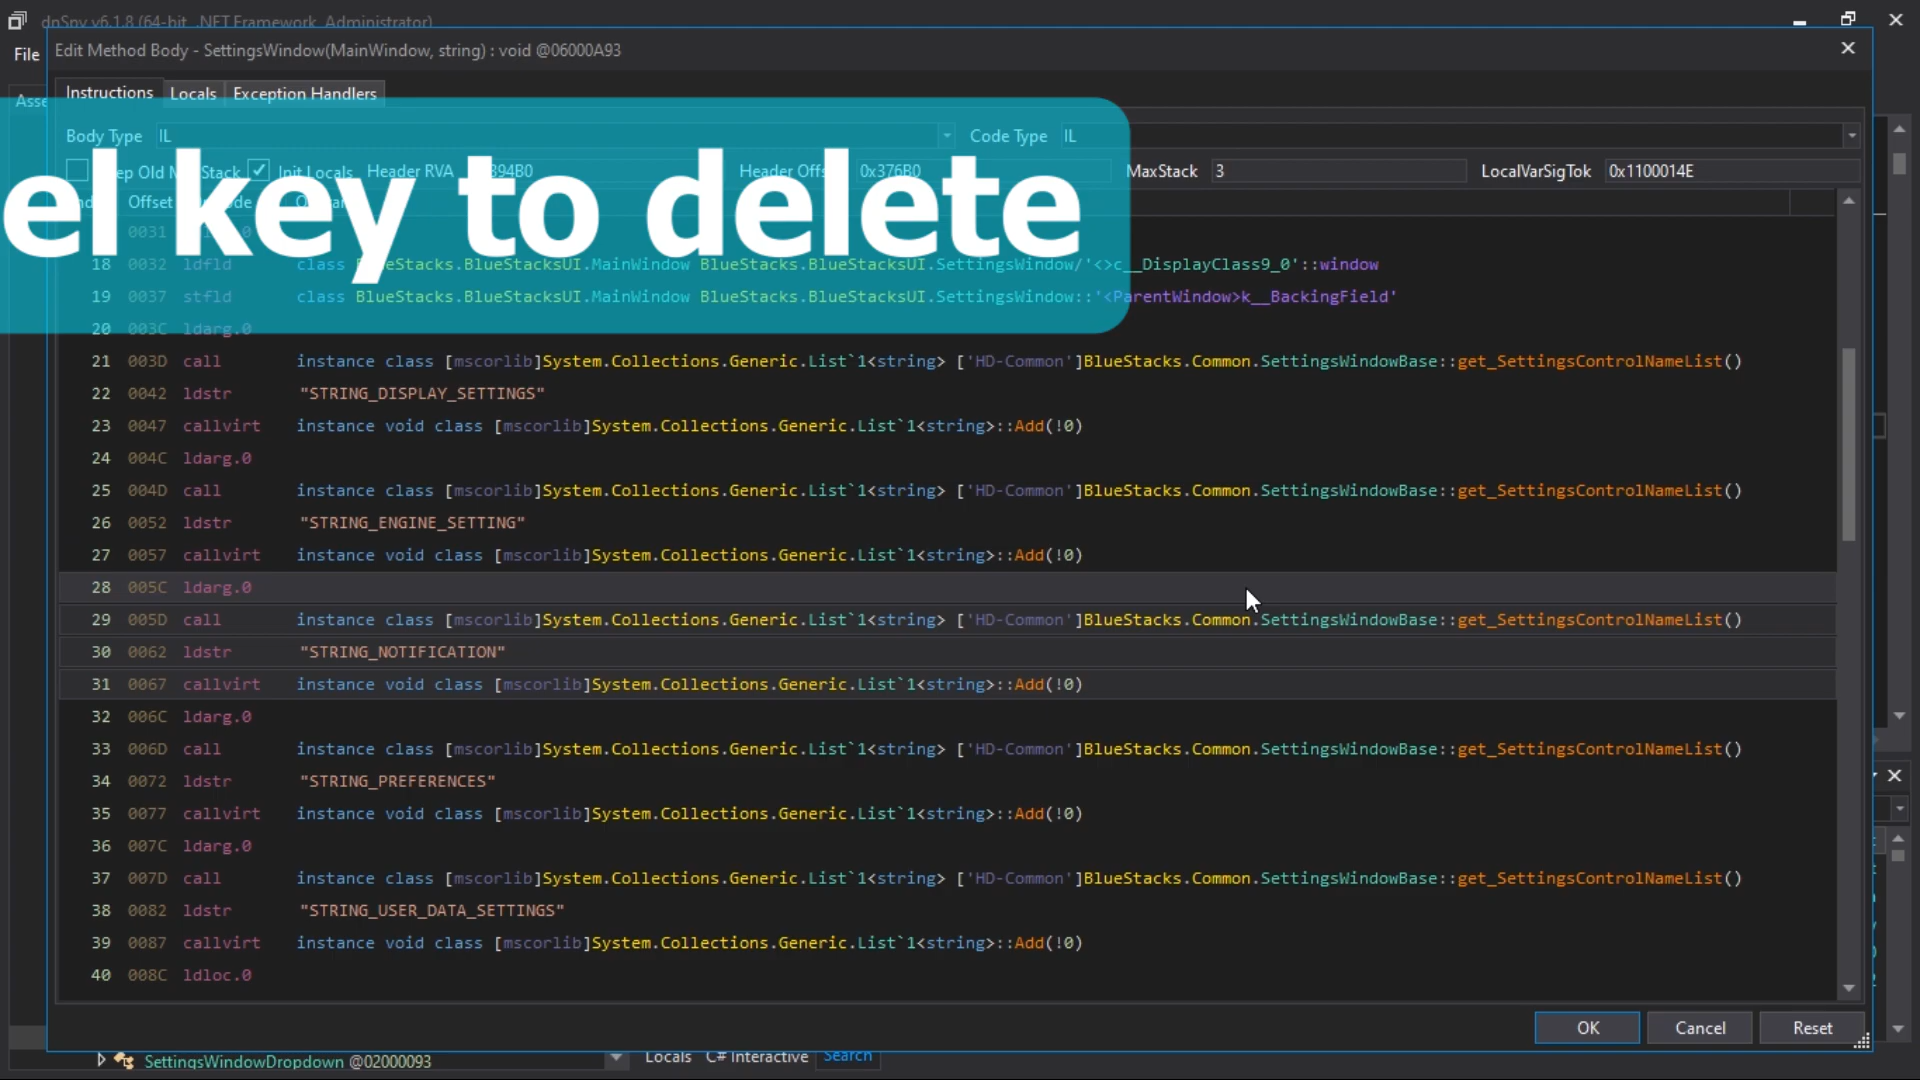 dnSpy v6.1.8 (64-bit, .NET Framework, Administrator)
File
Edit Method Body - SettingsWindow(MainWindow, string) : void @06000A93
Asse
Instructions Locals Exception Handlers
Body Type IL Code Type IL
Stack Init Locals Header RVA 394B0 Header Offs 0x376B0 MaxStack 3 LocalVarSigTok 0x1100014E
el key to delete
Offset
0031
18 0032 ldfld class BlueStacks.BlueStacksUI.MainWindow BlueStacks.BlueStacksUI.SettingsWindow/'<>c__DisplayClass9_0'::window
19 0037 stfld class BlueStacks.BlueStacksUI.MainWindow BlueStacks.BlueStacksUI.SettingsWindow::'<ParentWindow>k__BackingField'
20 003C ldarg.0
21 003D call instance class [mscorlib]System.Collections.Generic.List`1<string> ['HD-Common']BlueStacks.Common.SettingsWindowBase::get_SettingsControlNameList()
22 0042 ldstr "STRING_DISPLAY_SETTINGS"
23 0047 callvirt instance void class [mscorlib]System.Collections.Generic.List`1<string>::Add(!0)
24 004C ldarg.0
25 004D call instance class [mscorlib]System.Collections.Generic.List`1<string> ['HD-Common']BlueStacks.Common.SettingsWindowBase::get_SettingsControlNameList()
26 0052 ldstr "STRING_ENGINE_SETTING"
27 0057 callvirt instance void class [mscorlib]System.Collections.Generic.List`1<string>::Add(!0)
28 005C ldarg.0
29 005D call instance class [mscorlib]System.Collections.Generic.List`1<string> ['HD-Common']BlueStacks.Common.SettingsWindowBase::get_SettingsControlNameList()
30 0062 ldstr "STRING_NOTIFICATION"
31 0067 callvirt instance void class [mscorlib]System.Collections.Generic.List`1<string>::Add(!0)
32 006C ldarg.0
33 006D call instance class [mscorlib]System.Collections.Generic.List`1<string> ['HD-Common']BlueStacks.Common.SettingsWindowBase::get_SettingsControlNameList()
34 0072 ldstr "STRING_PREFERENCES"
35 0077 callvirt instance void class [mscorlib]System.Collections.Generic.List`1<string>::Add(!0)
36 007C ldarg.0
37 007D call instance class [mscorlib]System.Collections.Generic.List`1<string> ['HD-Common']BlueStacks.Common.SettingsWindowBase::get_SettingsControlNameList()
38 0082 ldstr "STRING_USER_DATA_SETTINGS"
39 0087 callvirt instance void class [mscorlib]System.Collections.Generic.List`1<string>::Add(!0)
40 008C ldloc.0
OK Cancel Reset
SettingsWindowDropdown @02000093 Locals C# Interactive Search